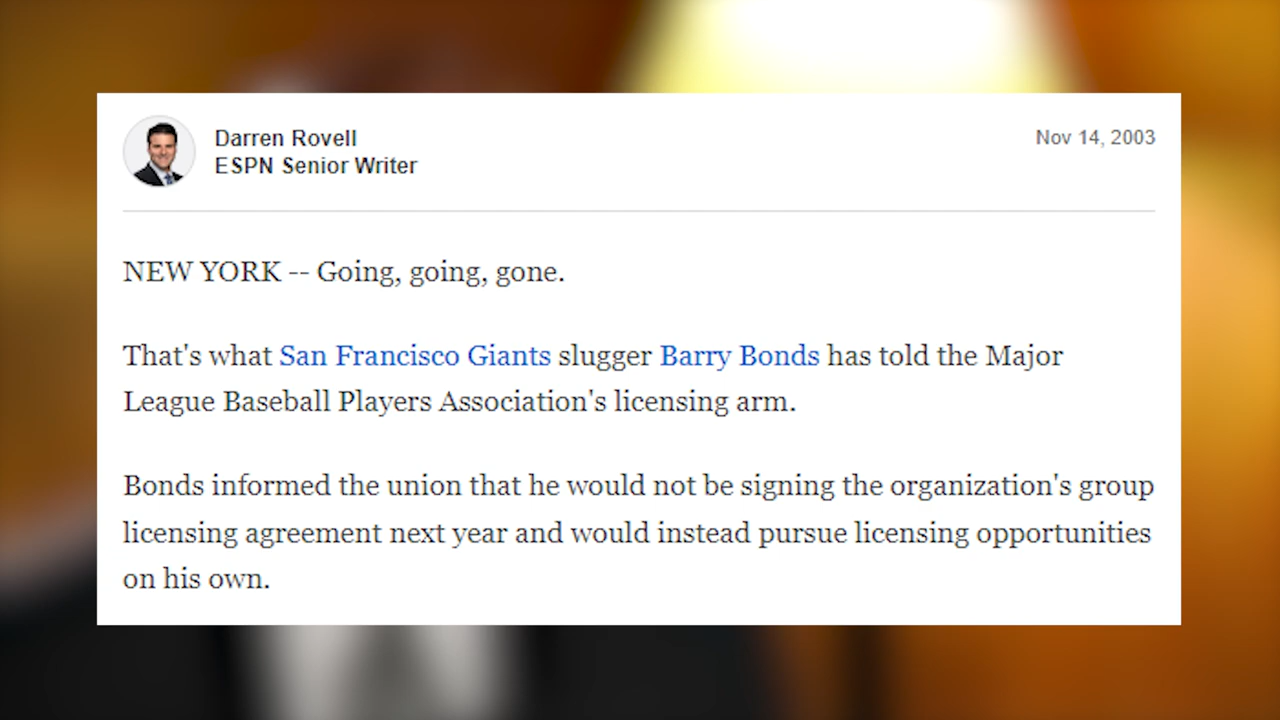 Darren Rovell
ESPN Senior Writer
Nov 14, 2003
NEW YORK -- Going, going, gone.
That's what San Francisco Giants slugger Barry Bonds has told the Major
League Baseball Players Association's licensing arm.
Bonds informed the union that he would not be signing the organization's group
licensing agreement next year and would instead pursue licensing opportunities
on his own.